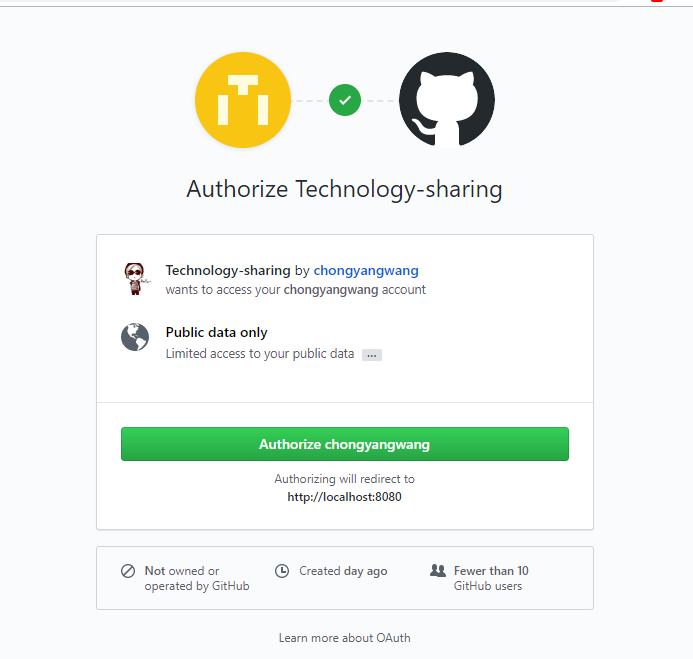 Authorize Technology-sharing
Technology-sharing by chongyangwang
wants to access your chongyangwang account
Public data only
Limited access to your public data ...
Authorize chongyangwang
Authorizing will redirect to
http://localhost:8080
Not owned or
operated by GitHub
Created day ago
Fewer than 10
GitHub users
Learn more about OAuth